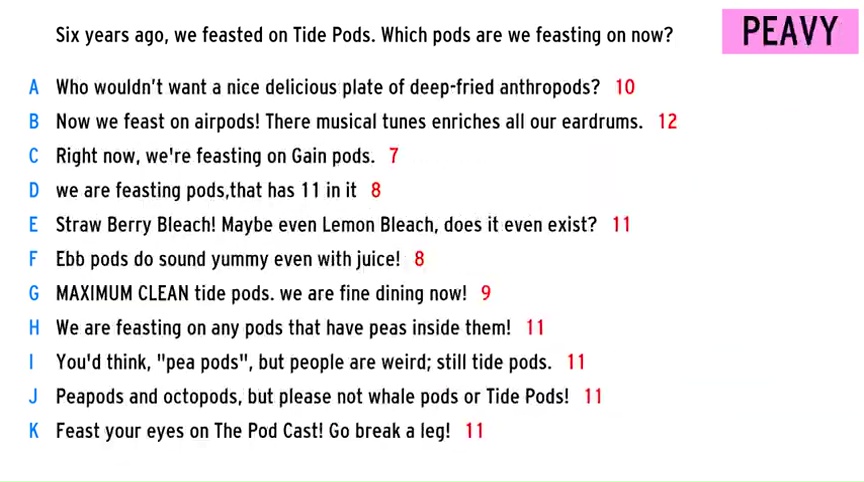 Six years ago, we feasted on Tide Pods. Which pods are we feasting on now?
PEAVY
A Who wouldn't want a nice delicious plate of deep-fried anthropods? 10
B Now we feast on airpods! There musical tunes enriches all our eardrums. 12
C Right now, we're feasting on Gain pods. 7
D we are feasting pods,that has 11 in it 8
E Straw Berry Bleach! Maybe even Lemon Bleach, does it even exist? 11
F Ebb pods do sound yummy even with juice! 8
G MAXIMUM CLEAN tide pods. we are fine dining now! 9
H We are feasting on any pods that have peas inside them! 11
I You'd think, "pea pods", but people are weird; still tide pods. 11
J Peapods and octopods, but please not whale pods or Tide Pods! 11
K Feast your eyes on The Pod Cast! Go break a leg! 11